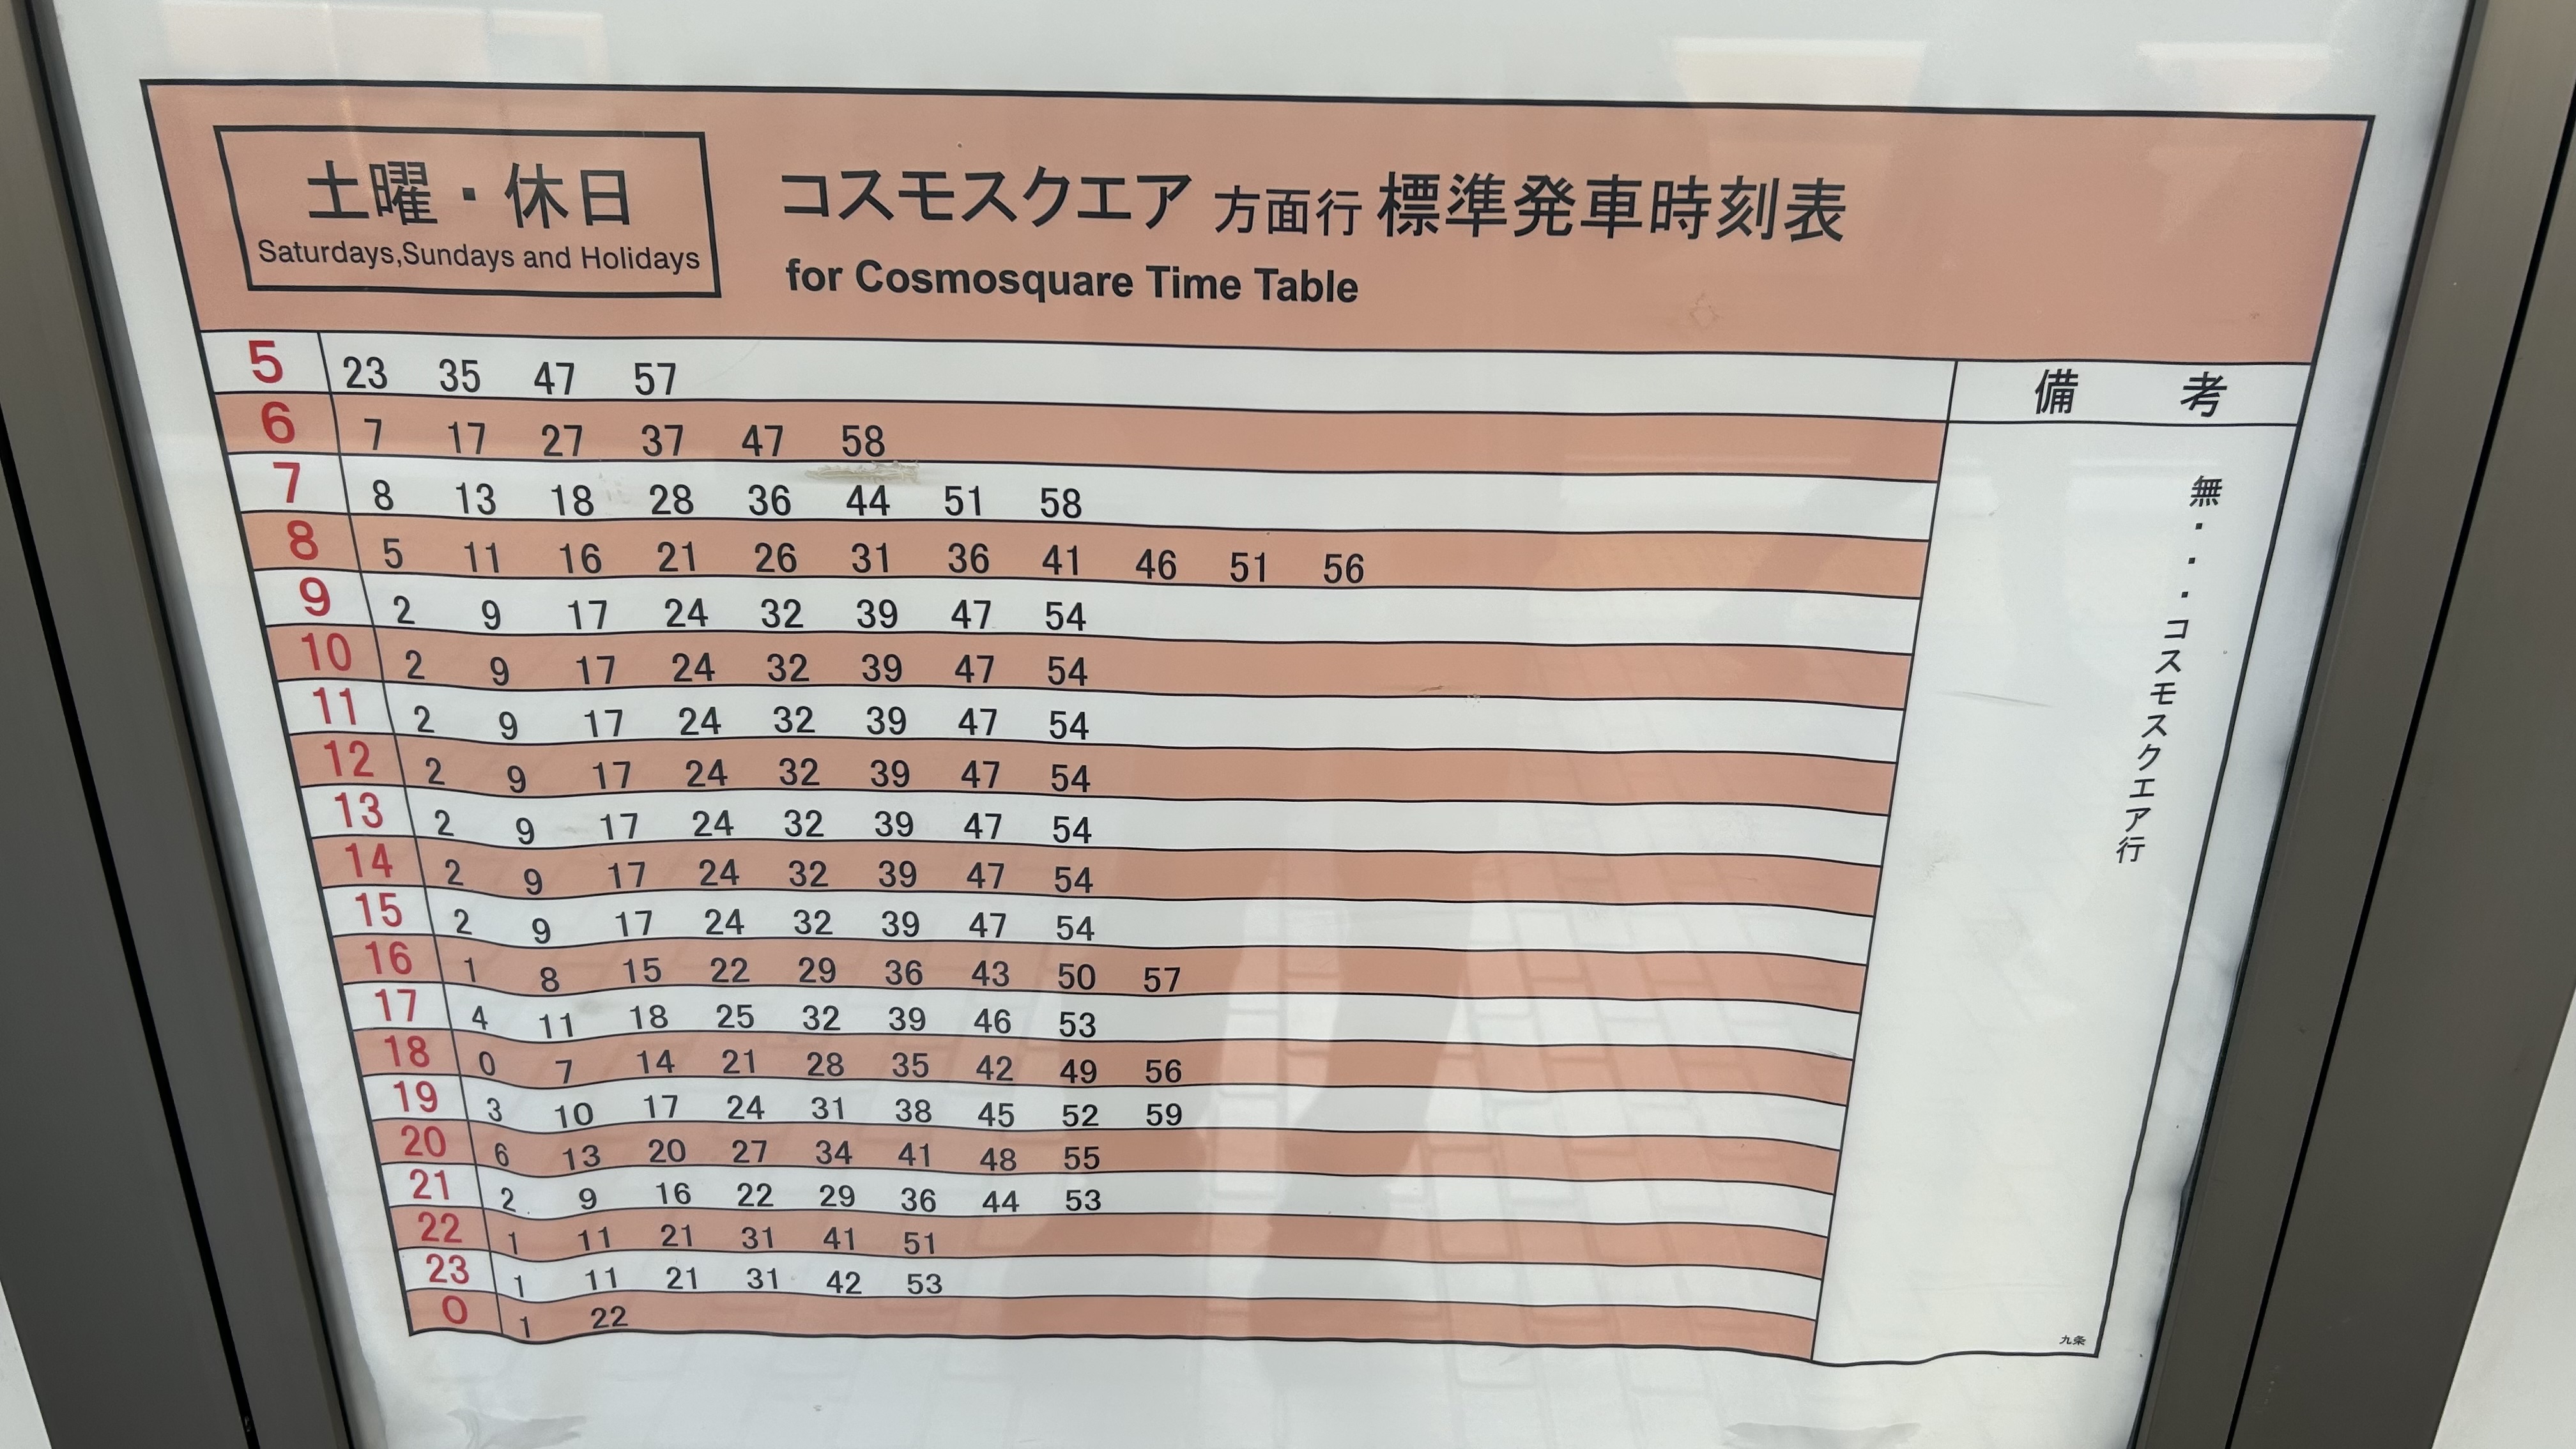 土曜・休日
Saturdays,Sundays and Holidays
コスモスクエア 方面行 標準発車時刻表
for Cosmosquare Time Table
5 23 35 47 57
備考
6 7 17 27 37 47 58
7 8 13 18 28 36 44 51 58
8 5 11 16 21 26 31 36 41 46 51 56
9 2 9 17 24 32 39 47 54
10 2 9 17 24 32 39 47 54
11 2 9 17 24 32 39 47 54
12 2 9 17 24 32 39 47 54
13 2 9 17 24 32 39 47 54
14 2 9 17 24 32 39 47 54
15 2 9 17 24 32 39 47 54
16 1 8 15 22 29 36 43 50 57
17 4 11 18 25 32 39 46 53
18 0 7 14 21 28 35 42 49 56
19 3 10 17 24 31 38 45 52 59
20 6 13 20 27 34 41 48 55
21 2 9 16 22 29 36 44 53
22 1 11 21 31 41 51
23 1 11 21 31 42 53
0 1 22
無・・・コスモスクエア行
九条